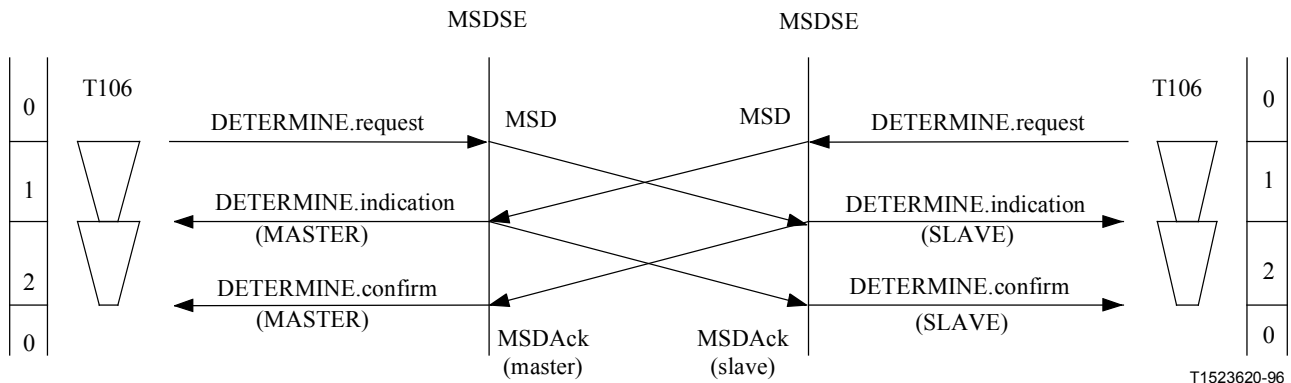 MSDSE MSDSE
T106 T106
0 0
DETERMINE.request MSD MSD DETERMINE.request
1 1
DETERMINE.indication DETERMINE.indication
(MASTER) (SLAVE)
2 2
DETERMINE.confirm DETERMINE.confirm
(MASTER) (SLAVE)
0 0
MSDAck MSDAck
(master) (slave)
T1523620-96